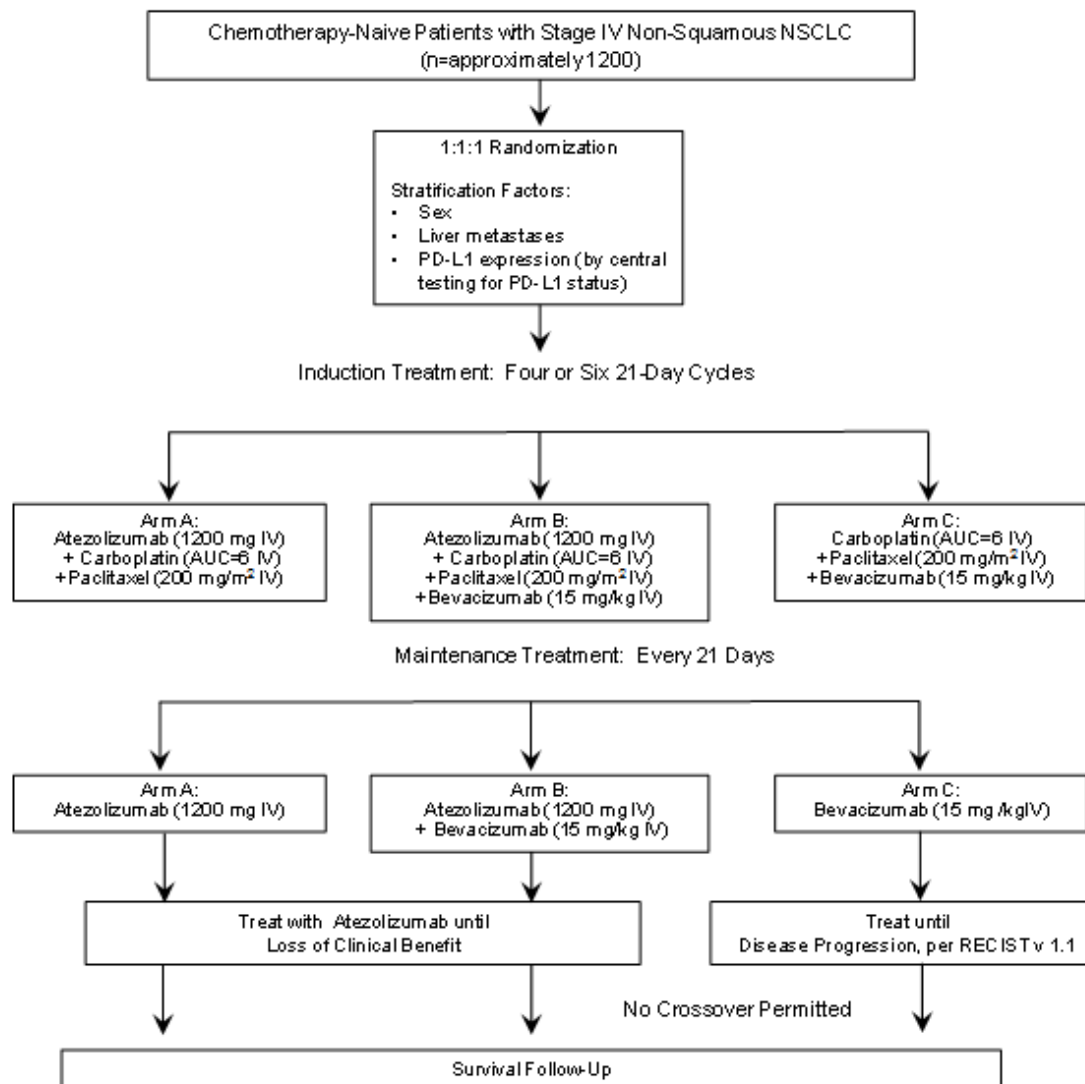 Chemotherapy-Naive Patients with Stage IV Non-Squamous NSCLC
(n=approximately 1200)
1:1:1 Randomization
Stratification Factors:
• Sex
• Liver metastases
• PD-L1 expression (by central
testing for PD-L1 status)
Induction Treatment: Four or Six 21-Day Cycles
Arm A:
Atezolizumab (1200 mg IV)
+ Carboplatin (AUC=6 IV)
+Paclitaxel (200 mg/m² IV)
Arm B:
Atezolizumab (1200 mg IV)
+ Carboplatin (AUC=6 IV)
+Paclitaxel (200 mg/m² IV)
+Bevacizumab (15 mg/kg IV)
Arm C:
Carboplatin (AUC=6 IV)
+Paclitaxel (200 mg/m² IV)
+Bevacizumab (15 mg/kg IV)
Maintenance Treatment: Every 21 Days
Arm A:
Atezolizumab (1200 mg IV)
Arm B:
Atezolizumab (1200 mg IV)
+ Bevacizumab (15 mg/kg IV)
Arm C:
Bevacizumab (15 mg /kg IV)
Treat with Atezolizumab until
Loss of Clinical Benefit
Treat until
Disease Progression, per RECIST v 1.1
No Crossover Permitted
Survival Follow-Up